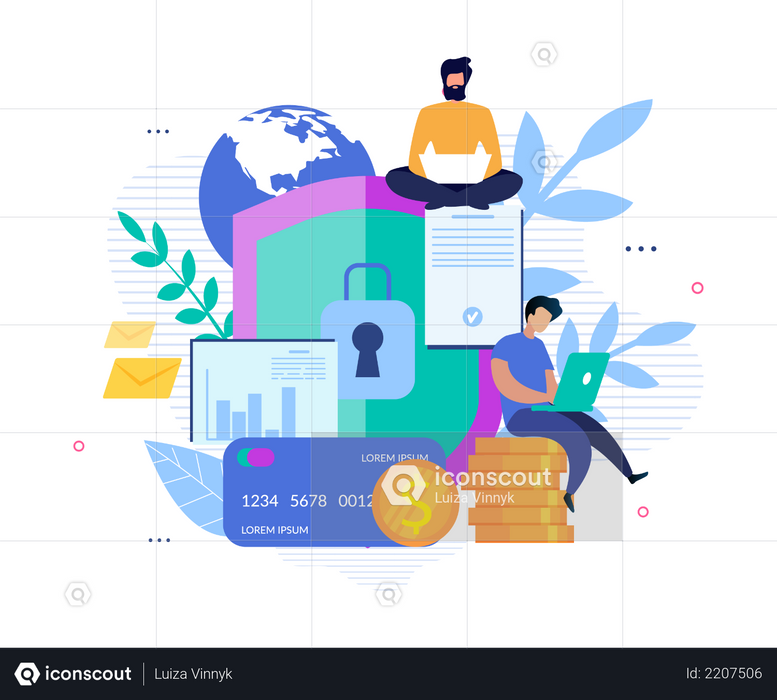 LOREM IPSUM
1234 5678 0012
LOREM IPSUM
$
iconscout
Luiza Vinnyk
iconscout
Luiza Vinnyk
Id: 2207506